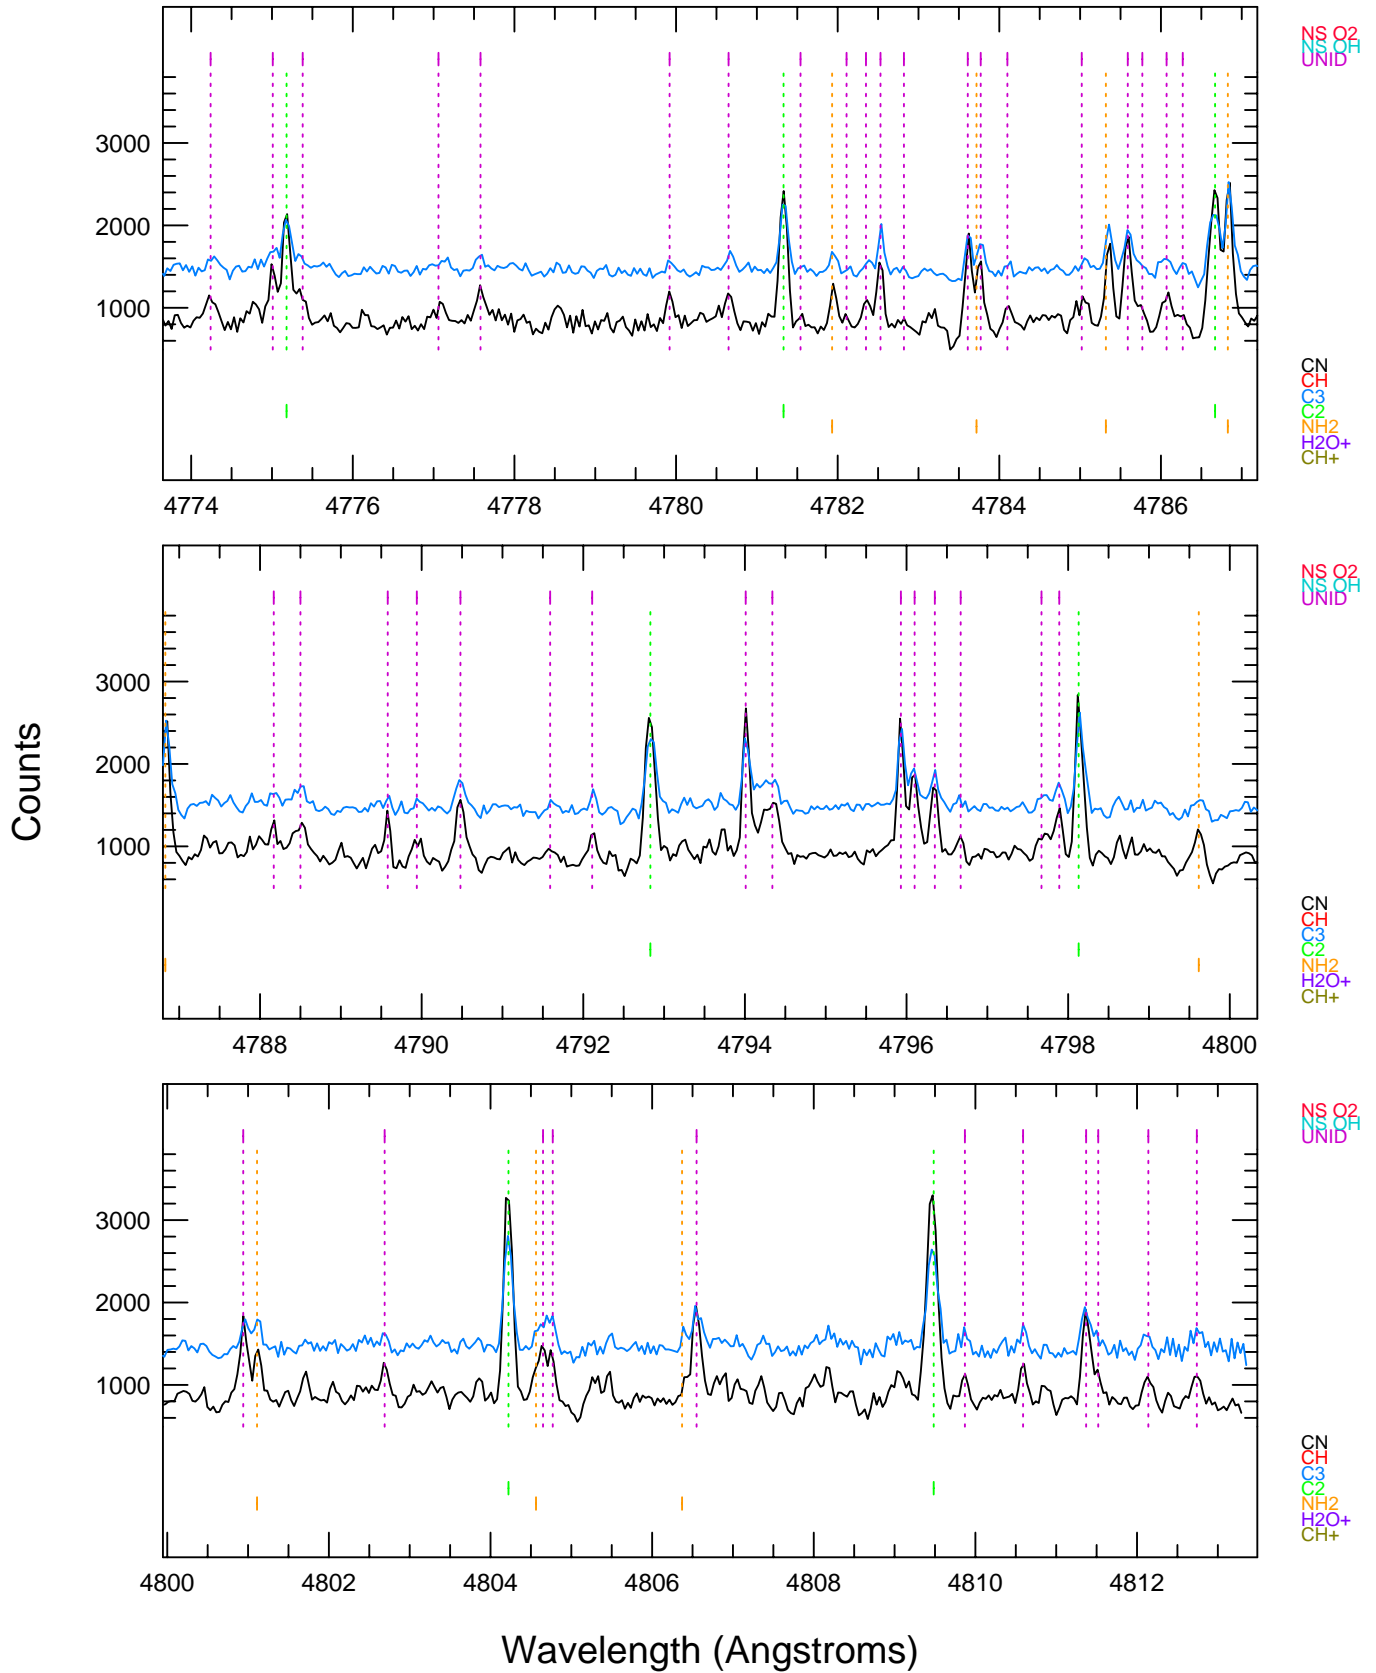 NS O2
NS OH
UNID
3000
2000
1000
CN
CH
C3
C2
NH2
H2O+
CH+
4774 4776 4778 4780 4782 4784 4786
NS O2
NS OH
UNID
3000
2000
1000
Counts
CN
CH
C3
C2
NH2
H2O+
CH+
4788 4790 4792 4794 4796 4798 4800
NS O2
NS OH
UNID
3000
2000
1000
CN
CH
C3
C2
NH2
H2O+
CH+
4800 4802 4804 4806 4808 4810 4812
Wavelength (Angstroms)